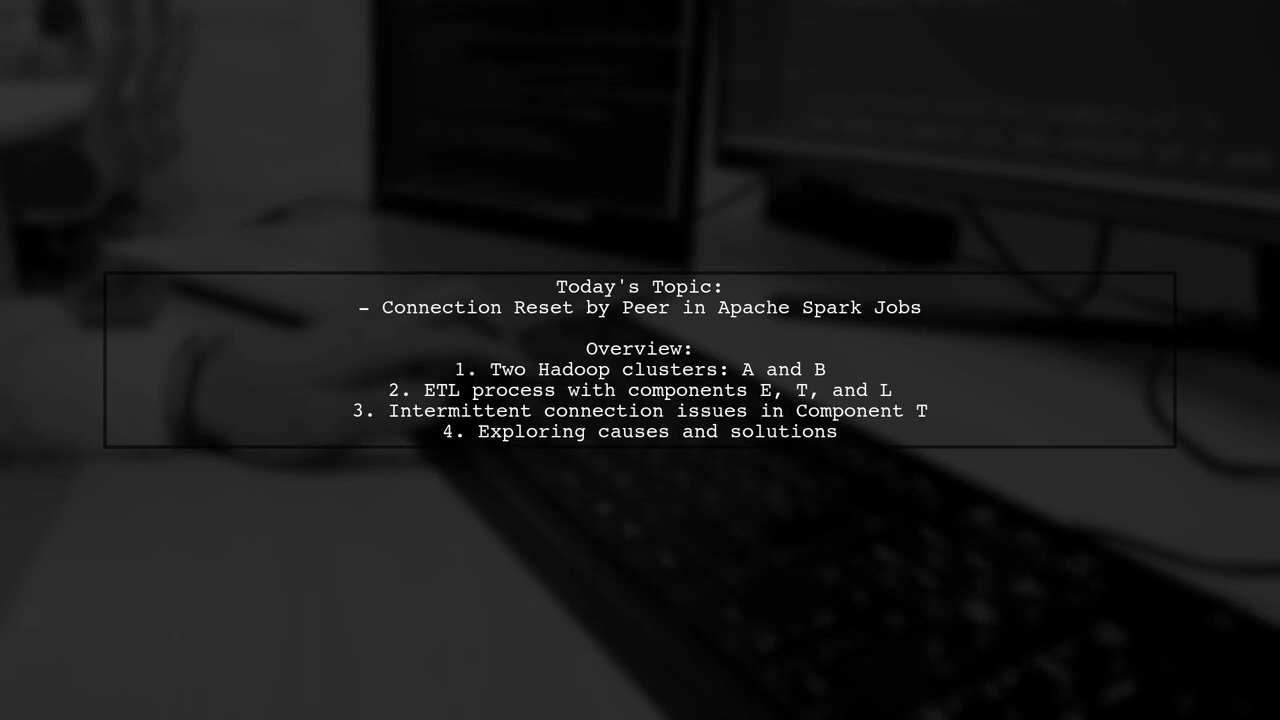 Today's Topic:
- Connection Reset by Peer in Apache Spark Jobs
Overview:
1. Two Hadoop clusters: A and B
2. ETL process with components E, T, and L
3. Intermittent connection issues in Component T
4. Exploring causes and solutions